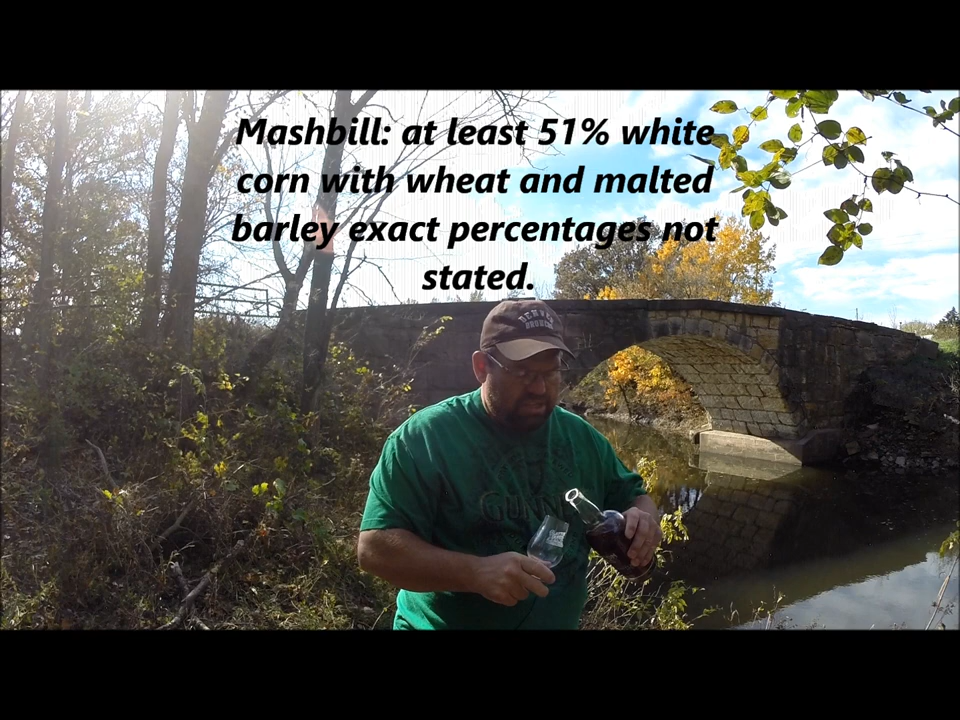 Mashbill: at least 51% white
corn with wheat and malted
barley exact percentages not
stated.